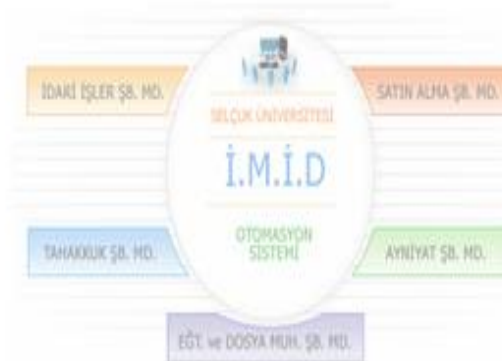 İDARİ İŞLER ŞB. MD.
SATIN ALMA ŞB. MD.
SELÇUK ÜNİVERSİTESİ
İ.M.İ.D
OTOMASYON
SİSTEMİ
TAHAKKUK ŞB. MD.
AYNİYAT ŞB. MD.
EĞT. ve DOSYA MUH. ŞB. MD.